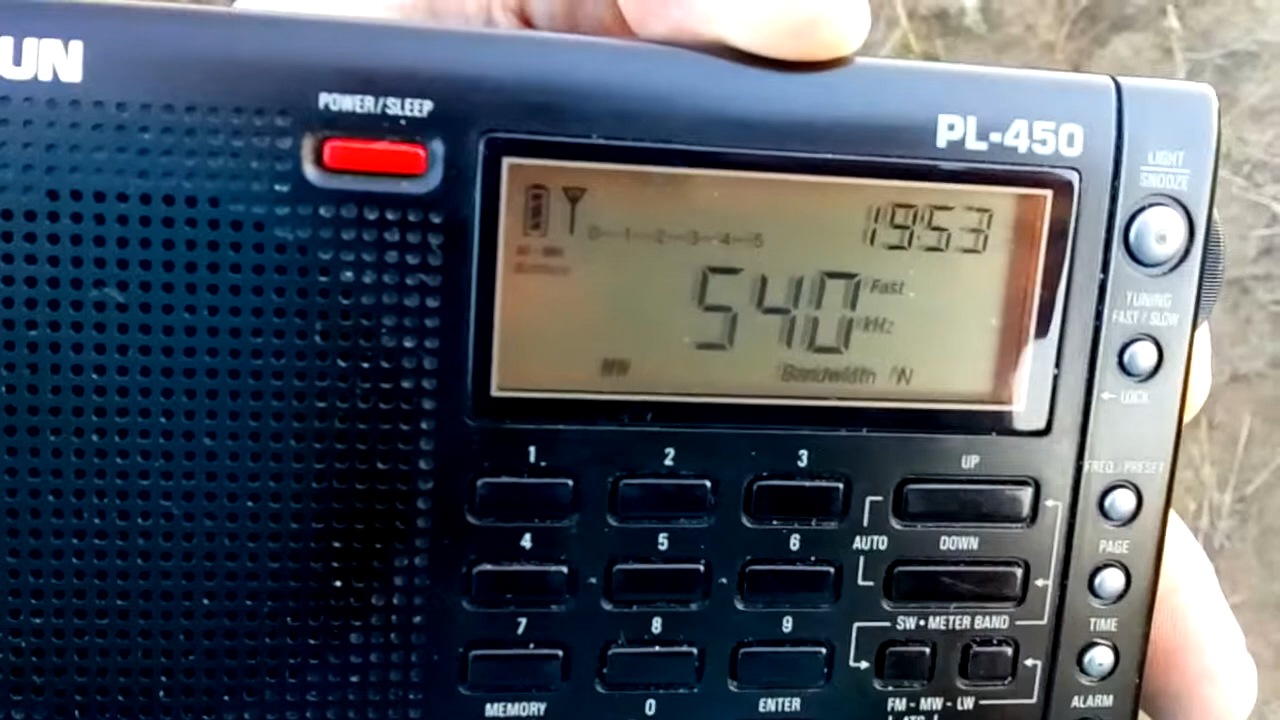 UN
POWER/SLEEP
PL-450
LIGHT
SNOOZE
1953
0 1 2 3 4 5
540
Fast
kHz
MW
Bandwidth N
TUNING
FAST / SLOW
LOCK
1
2
3
UP
FREQ./PRESET
4
5
6
AUTO
DOWN
PAGE
7
8
9
SW • METER BAND
TIME
MEMORY
0
ENTER
FM - MW - LW
ALARM